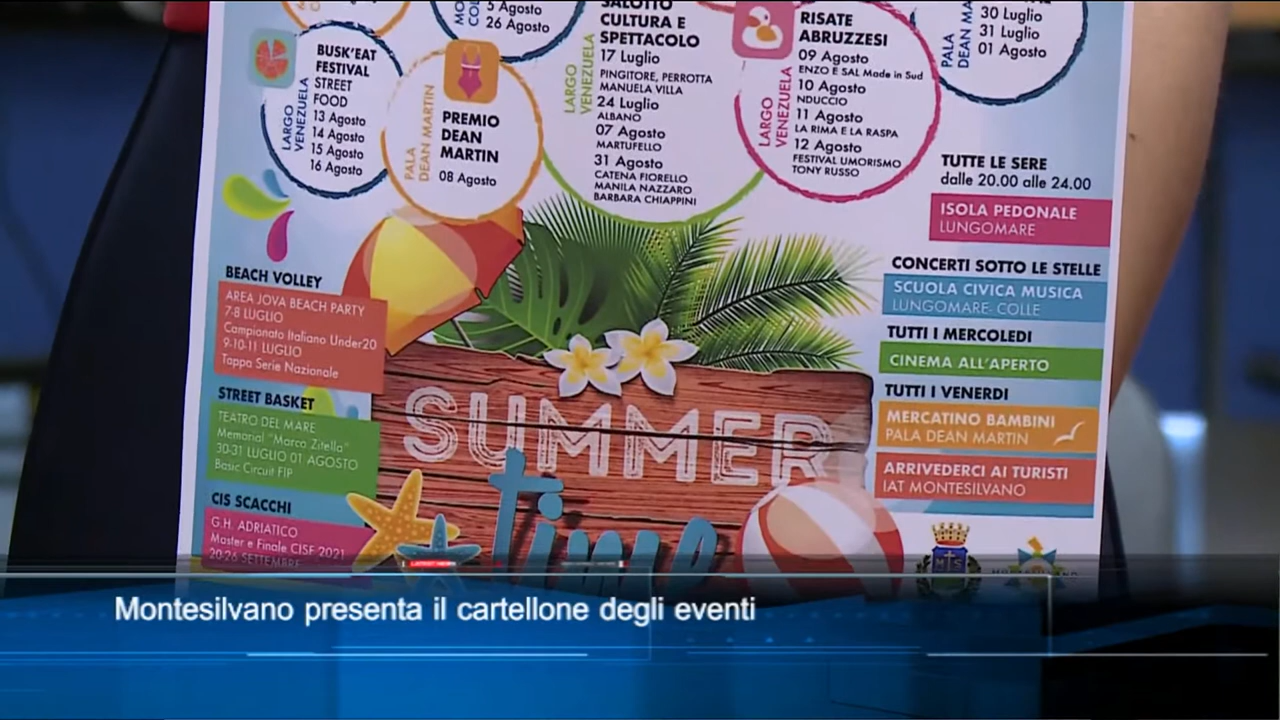 5 Agosto
26 Agosto
SALOTTO
CULTURA E
SPETTACOLO
17 Luglio
PINGITORE, PERROTTA
MANUELA VILLA
24 Luglio
ALBANO
07 Agosto
MARTUFELLO
31 Agosto
CATENA FIORELLO
MANILA NAZZARO
BARBARA CHIAPPINI
LARGO
VENEZUELA
RISATE
ABRUZZESI
09 Agosto
ENZO E SAL Made in Sud
10 Agosto
NDUCCIO
11 Agosto
LA RIMA E LA RASPA
12 Agosto
FESTIVAL UMORISMO
TONY RUSSO
LARGO
VENEZUELA
30 Luglio
31 Luglio
01 Agosto
PALA
DEAN MA
BUSK'EAT
FESTIVAL
STREET
FOOD
13 Agosto
14 Agosto
15 Agosto
16 Agosto
LARGO
VENEZUELA
PREMIO
DEAN
MARTIN
08 Agosto
PALA
DEAN MARTIN
TUTTE LE SERE
dalle 20.00 alle 24.00
ISOLA PEDONALE
LUNGOMARE
CONCERTI SOTTO LE STELLE
SCUOLA CIVICA MUSICA
LUNGOMARE- COLLE
TUTTI I MERCOLEDI
CINEMA ALL'APERTO
TUTTI I VENERDI
MERCATINO BAMBINI
PALA DEAN MARTIN
ARRIVEDERCI AI TURISTI
IAT MONTESILVANO
BEACH VOLLEY
AREA JOVA BEACH PARTY
7-8 LUGLIO
Campionato Italiano Under20
9-10-11 LUGLIO
Tappa Serie Nazionale
STREET BASKET
TEATRO DEL MARE
Memorial "Marco Zitella"
30-31 LUGLIO 01 AGOSTO
Basic Circuit FIP
CIS SCACCHI
G.H. ADRIATICO
Master e Finale CISF 2021
20-26 SETTEMBRE
SUMMER
time
MTS
LATEST NEWS
Montesilvano presenta il cartellone degli eventi